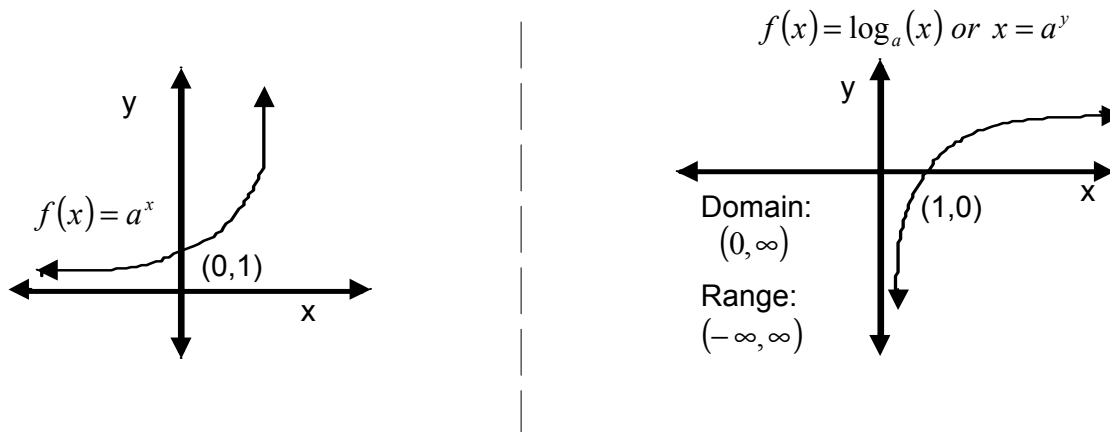 y
f(x) = a^x
(0,1)
x
f(x) = log_a(x) or x = a^y
y
x
Domain:
(0, ∞)
(1,0)
Range:
(− ∞, ∞)